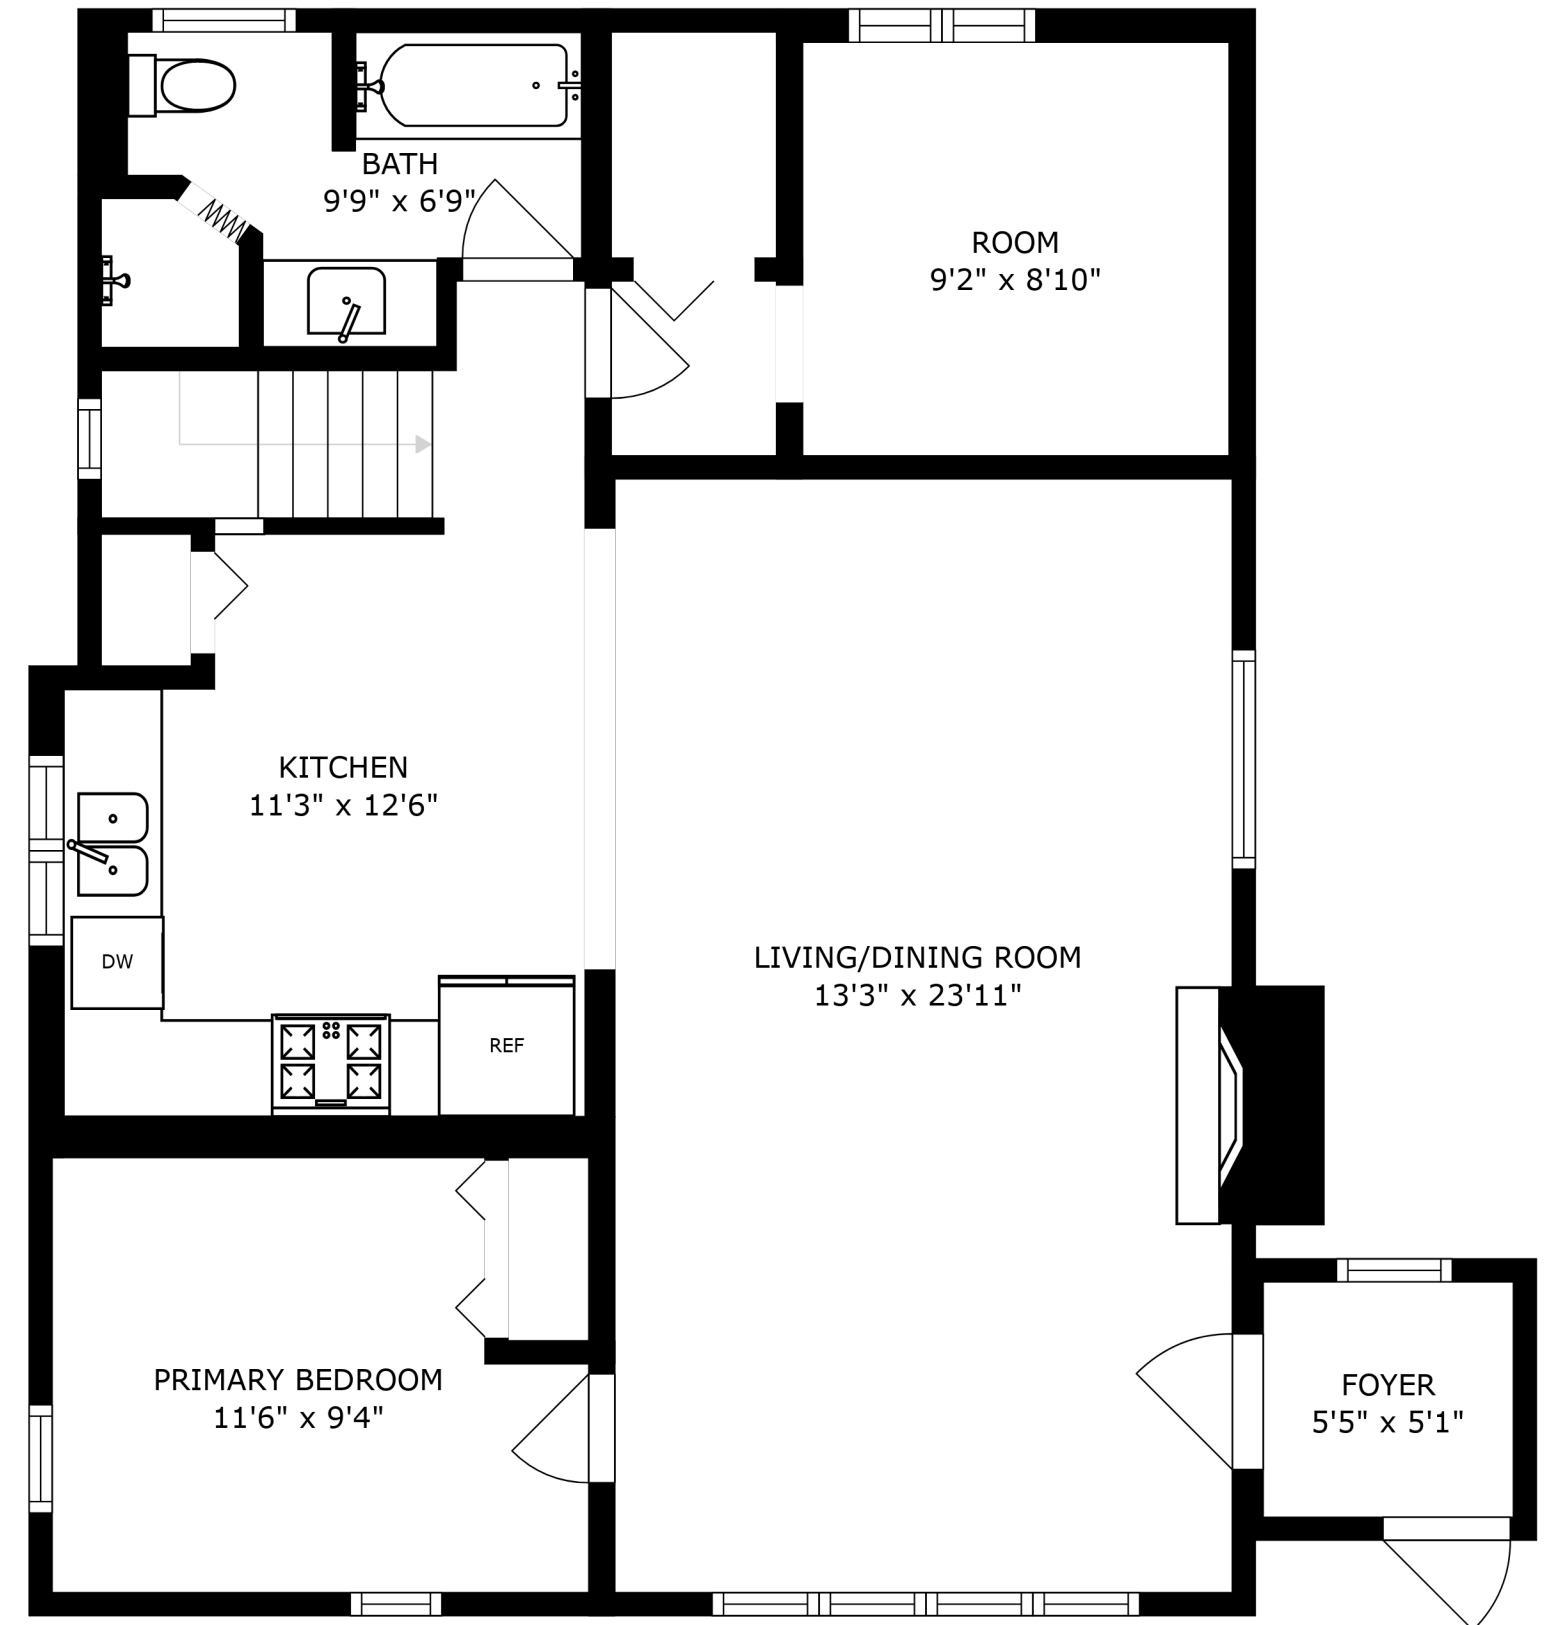 BATH
9'9" x 6'9"
ROOM
9'2" x 8'10"
KITCHEN
11'3" x 12'6"
LIVING/DINING ROOM
13'3" x 23'11"
DW
REF
PRIMARY BEDROOM
11'6" x 9'4"
FOYER
5'5" x 5'1"